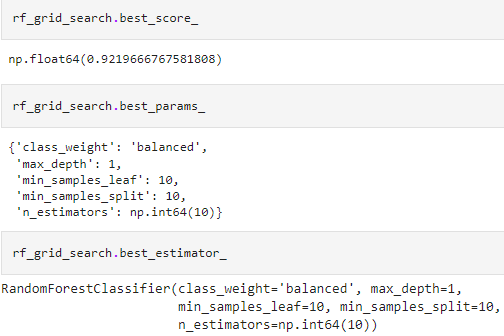 rf_grid_search.best_score_
np.float64(0.9219666767581808)
rf_grid_search.best_params_
{'class_weight': 'balanced',
'max_depth': 1,
'min_samples_leaf': 10,
'min_samples_split': 10,
'n_estimators': np.int64(10)}
rf_grid_search.best_estimator_
RandomForestClassifier(class_weight='balanced', max_depth=1,
min_samples_leaf=10, min_samples_split=10,
n_estimators=np.int64(10))